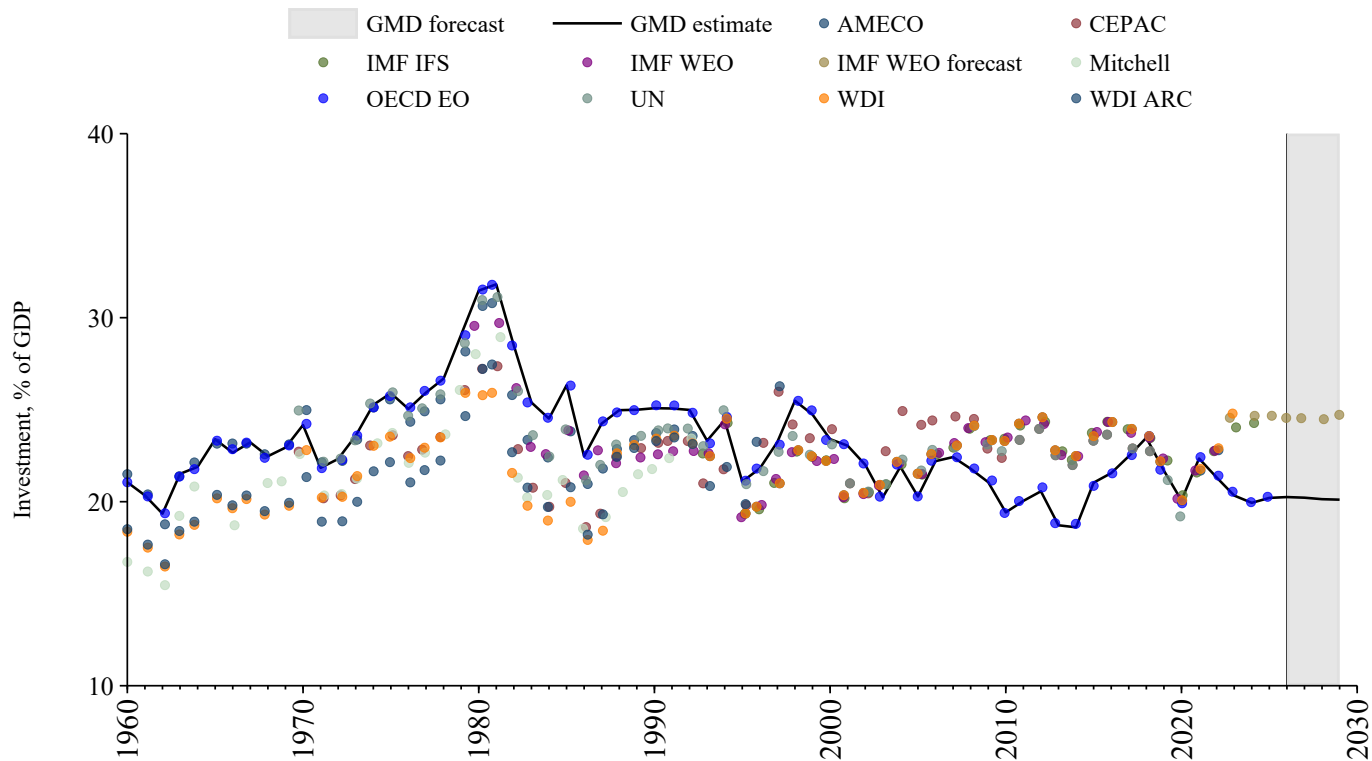 GMD forecast GMD estimate AMECO CEPAC
IMF IFS IMF WEO IMF WEO forecast Mitchell
OECD EO UN WDI WDI ARC
Investment, % of GDP
40
30
20
10
1960 1970 1980 1990 2000 2010 2020 2030